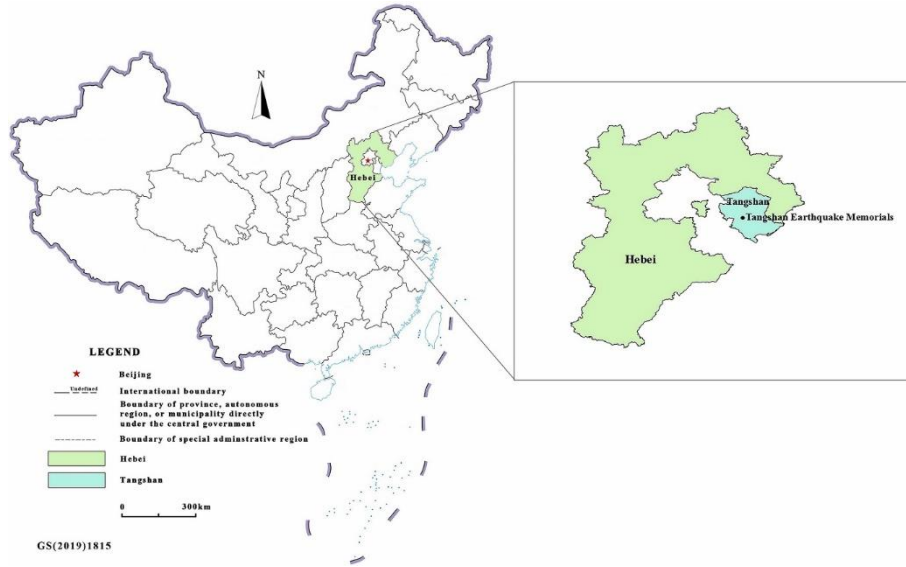 N
Hebei
Tangshan
Tangshan Earthquake Memorials
Hebei
LEGEND
Beijing
Undefined
International boundary
Boundary of province, autonomous
region, or municipality directly
under the central government
Boundary of special adminstrative region
Hebei
Tangshan
0 300km
GS(2019)1815